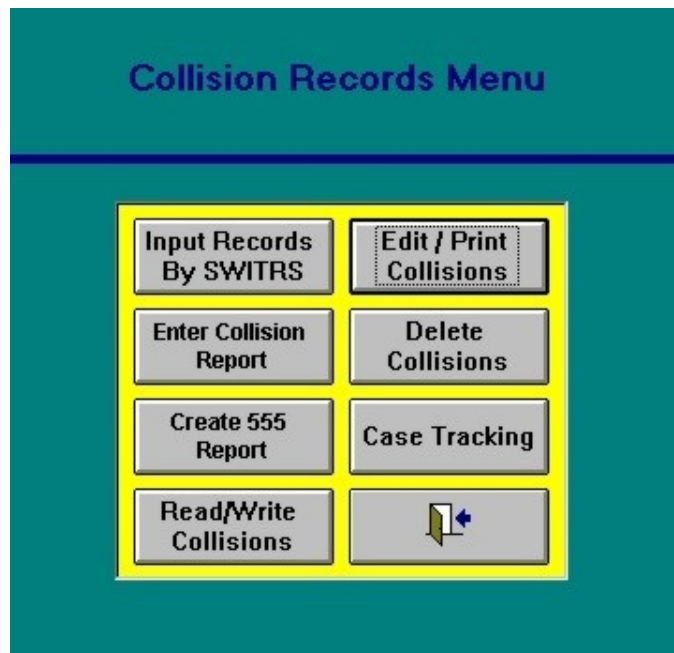 Collision Records Menu
Input Records
By SWITRS
Edit / Print
Collisions
Enter Collision
Report
Delete
Collisions
Create 555
Report
Case Tracking
Read/Write
Collisions